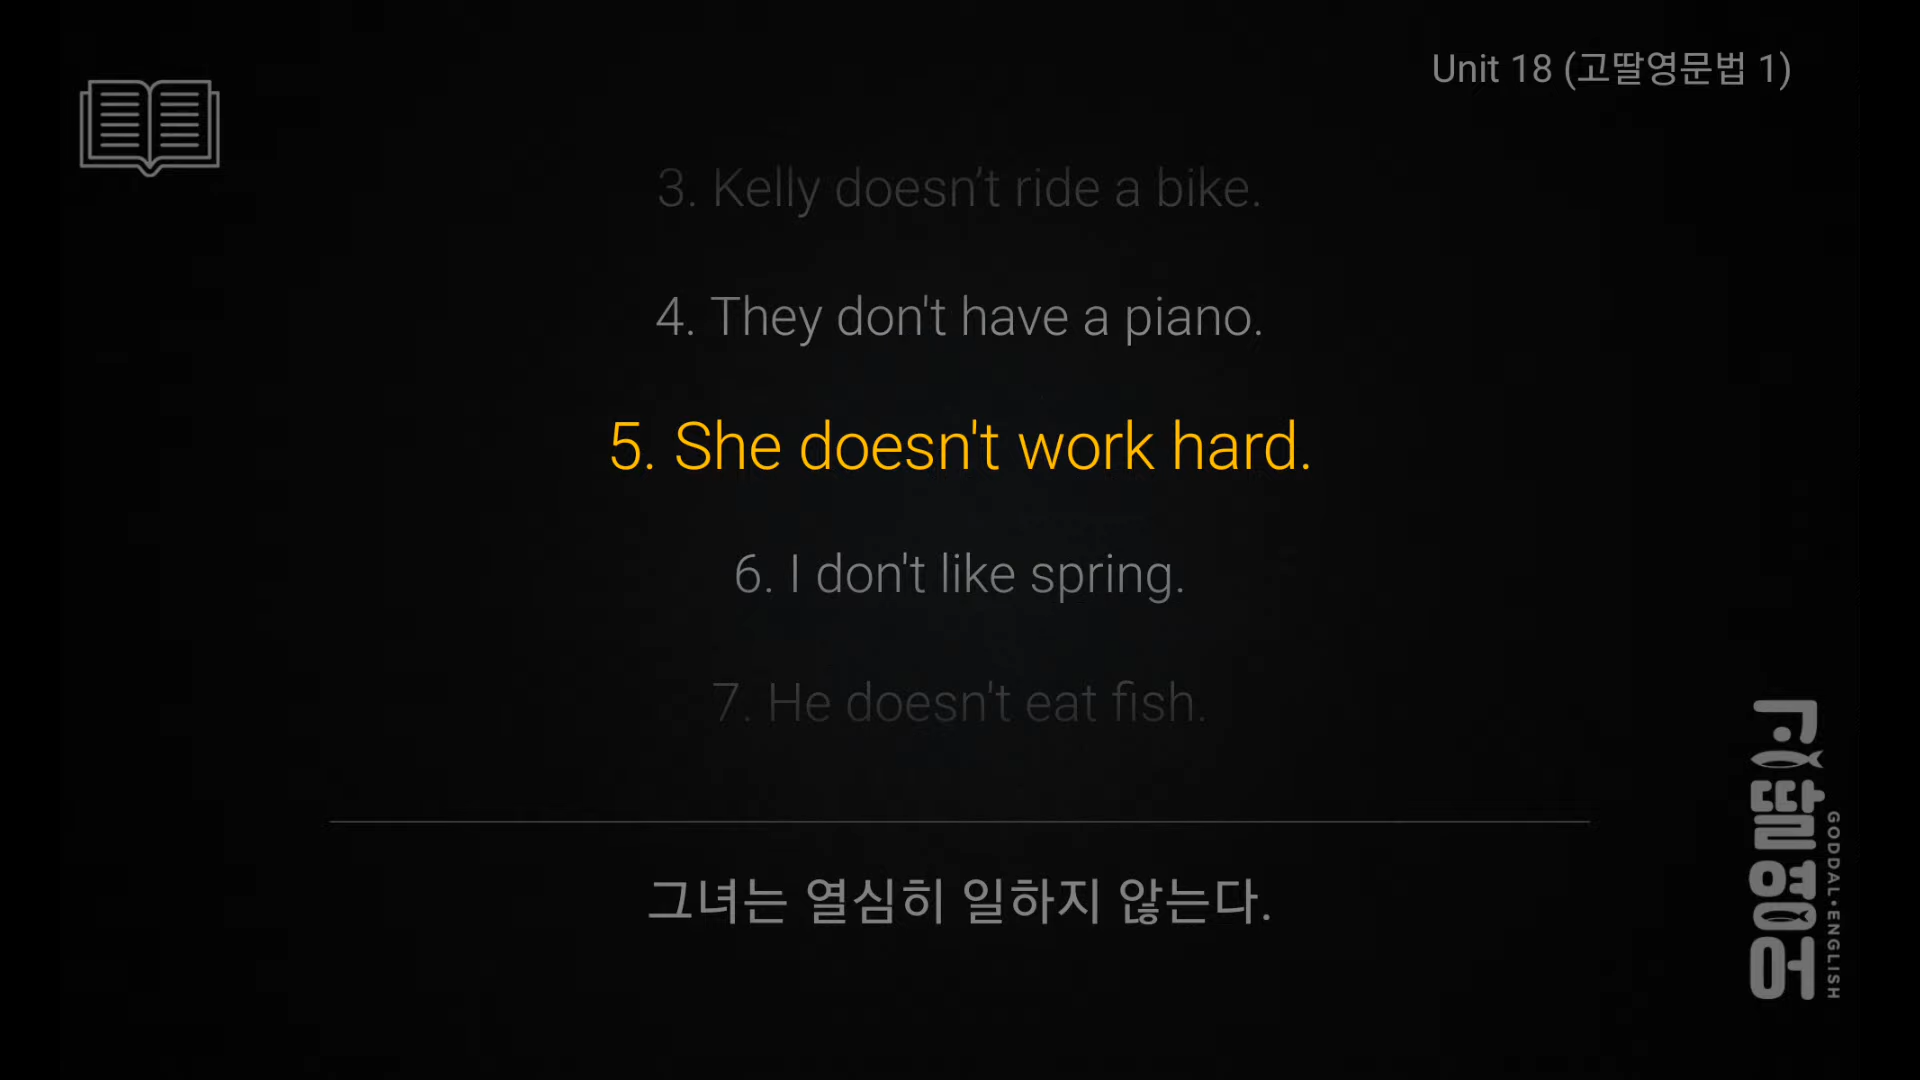 Unit 18 (고딸영문법 1)
3. Kelly doesn’t ride a bike.
4. They don't have a piano.
5. She doesn't work hard.
6. I don't like spring.
7. He doesn't eat fish.
그녀는 열심히 일하지 않는다.
고딸영어
GODDAL•ENGLISH